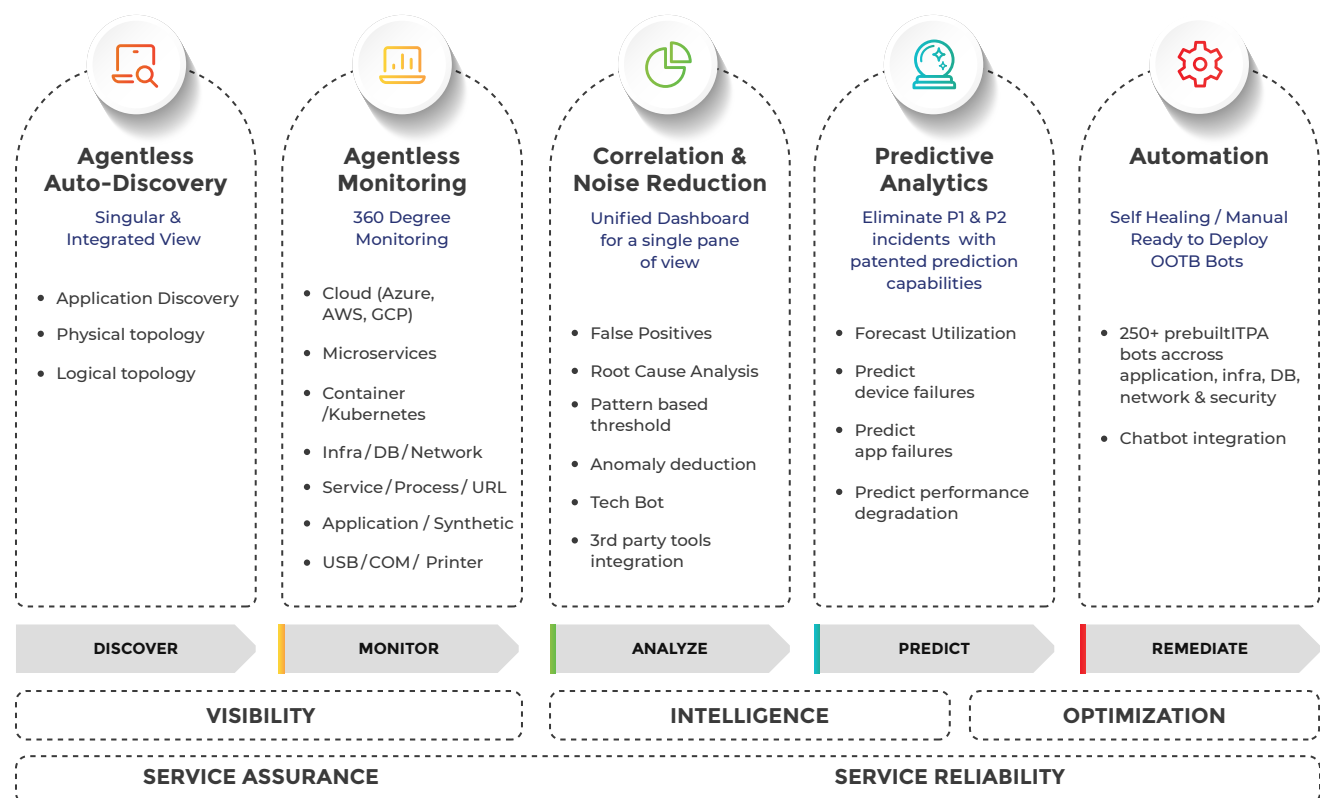 Agentless
Auto-Discovery
Singular &
Integrated View
• Application Discovery
• Physical topology
• Logical topology
Agentless
Monitoring
360 Degree
Monitoring
• Cloud (Azure,
AWS, GCP)
• Microservices
• Container
/Kubernetes
• Infra/DB/Network
• Service/Process/ URL
• Application / Synthetic
• USB/COM/ Printer
Correlation &
Noise Reduction
Unified Dashboard
for a single pane
of view
• False Positives
• Root Cause Analysis
• Pattern based
threshold
• Anomaly deduction
• Tech Bot
• 3rd party tools
integration
Predictive
Analytics
Eliminate P1 & P2
incidents with
patented prediction
capabilities
• Forecast Utilization
• Predict
device failures
• Predict
app failures
• Predict performance
degradation
Automation
Self Healing / Manual
Ready to Deploy
OOTB Bots
• 250+ prebuiltITPA
bots accross
application, infra, DB,
network & security
• Chatbot integration
DISCOVER
MONITOR
ANALYZE
PREDICT
REMEDIATE
VISIBILITY
INTELLIGENCE
OPTIMIZATION
SERVICE ASSURANCE
SERVICE RELIABILITY